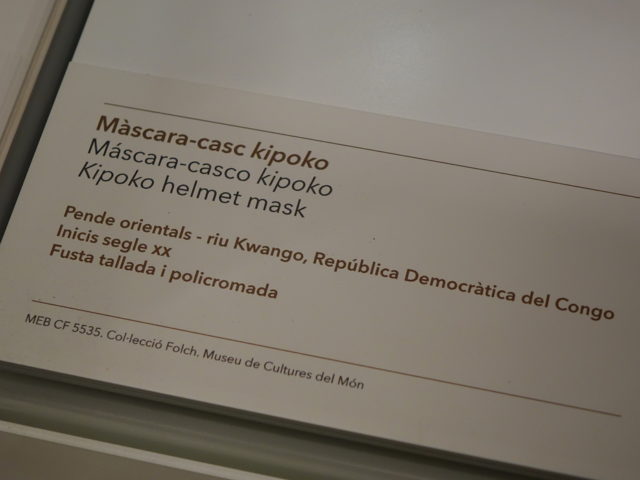 Màscara-casc kipoko
Máscara-casco kipoko
Kipoko helmet mask
Pende orientals - riu Kwango, República Democràtica del Congo
Inicis segle xx
Fusta tallada i policromada
MEB CF 5535. Col·lecció Folch. Museu de Cultures del Món